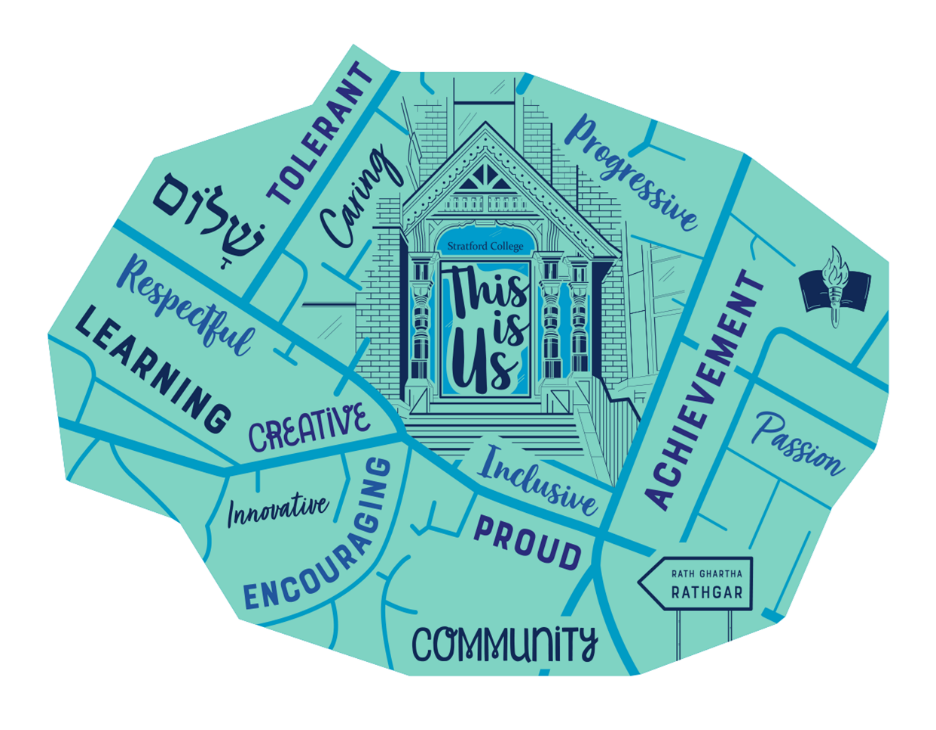 TOLERANT
Caring
Progressive
שָׁלוֹם
Stratford College
This
is
Us
Respectful
LEARNING
CREATIVE
ACHIEVEMENT
Passion
Inclusive
Innovative
ENCOURAGING
PROUD
RATH GHARTHA
RATHGAR
COMMUNITY